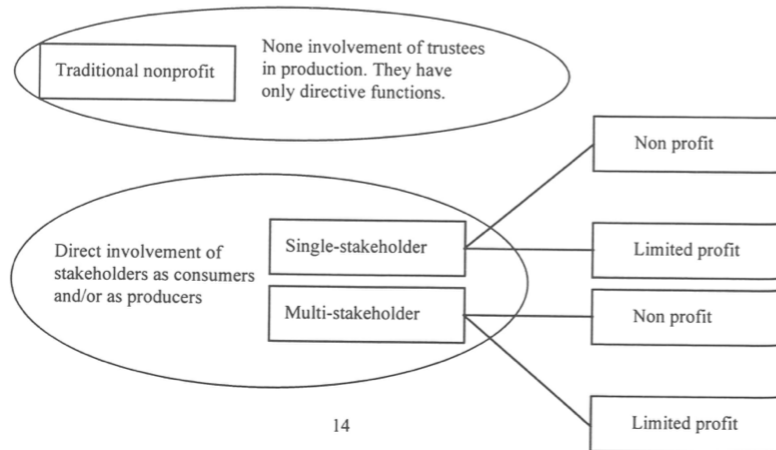 Traditional nonprofit
None involvement of trustees
in production. They have
only directive functions.
Non profit
Direct involvement of
stakeholders as consumers
and/or as producers
Single-stakeholder
Limited profit
Multi-stakeholder
Non profit
Limited profit
14